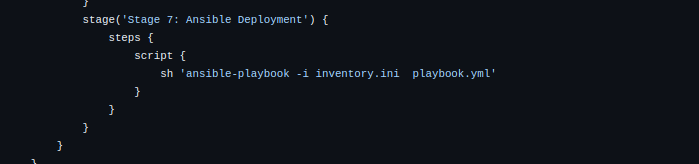 }
stage('Stage 7: Ansible Deployment') {
steps {
script {
sh 'ansible-playbook -i inventory.ini  playbook.yml'
}
}
}
}
}